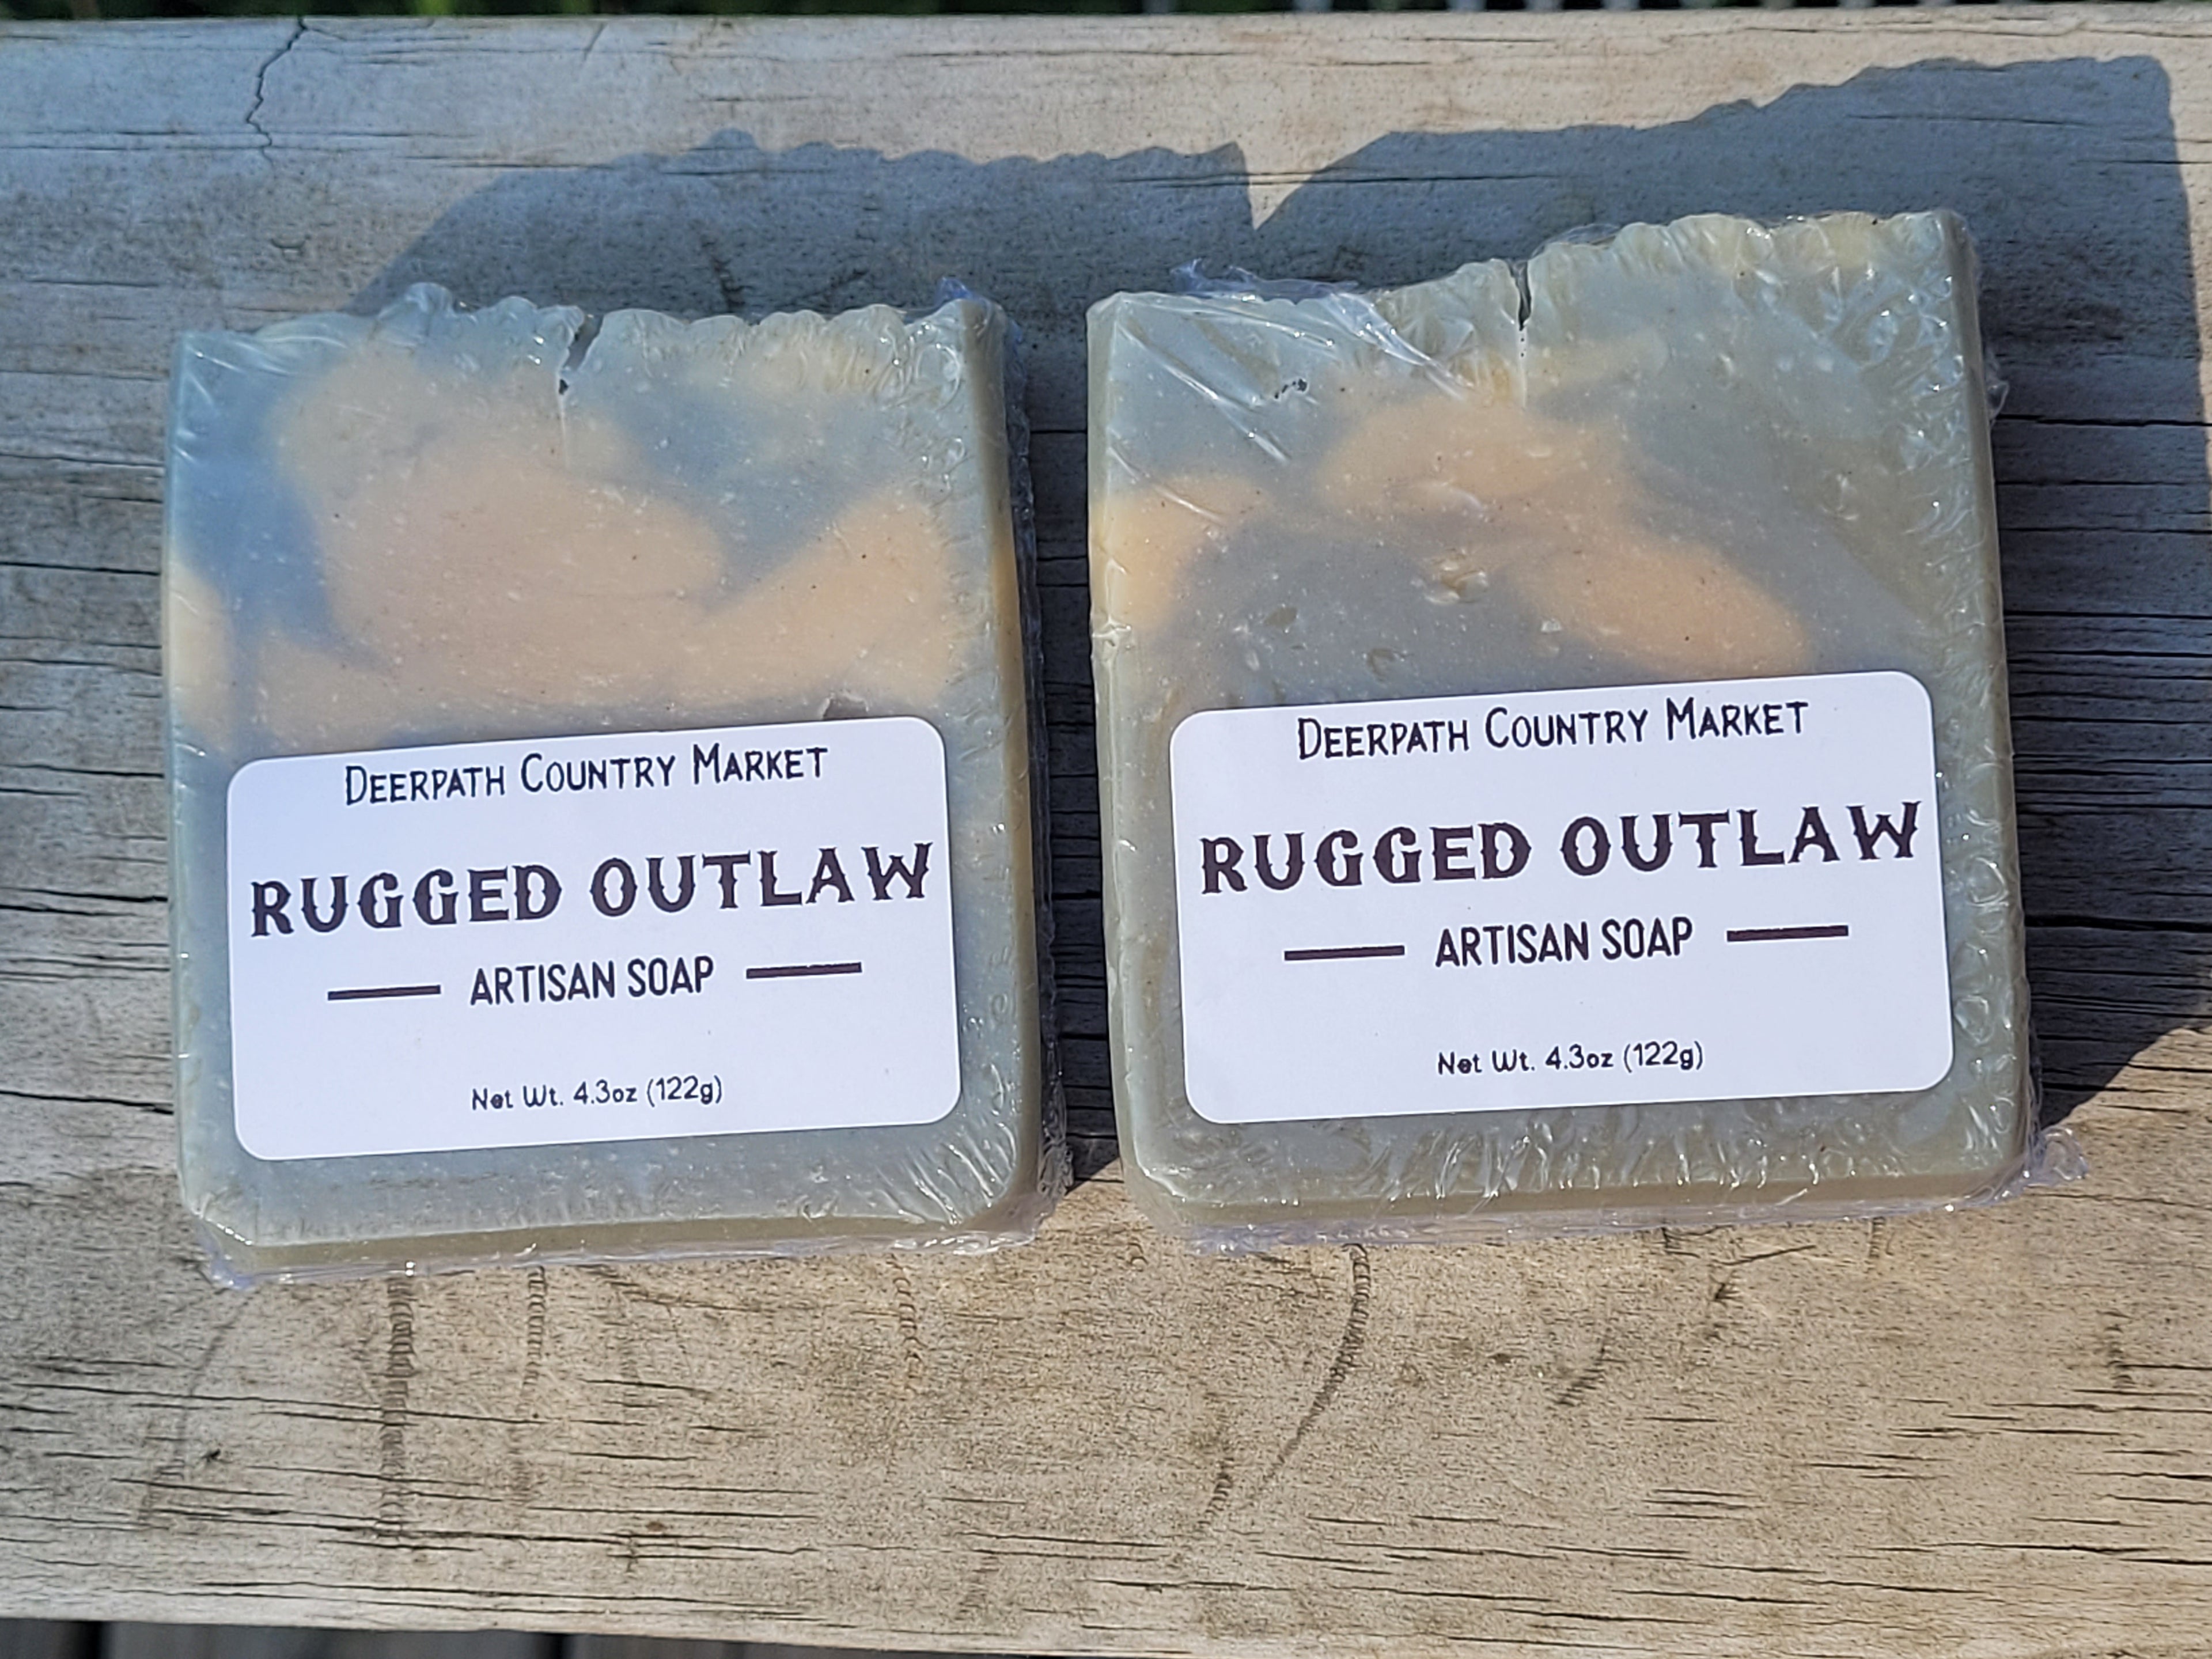 Deerpath Country Market
RUGGED OUTLAW
ARTISAN SOAP
Net Wt. 4.3oz (122g)
Deerpath Country Market
RUGGED OUTLAW
ARTISAN SOAP
Net Wt. 4.3oz (122g)